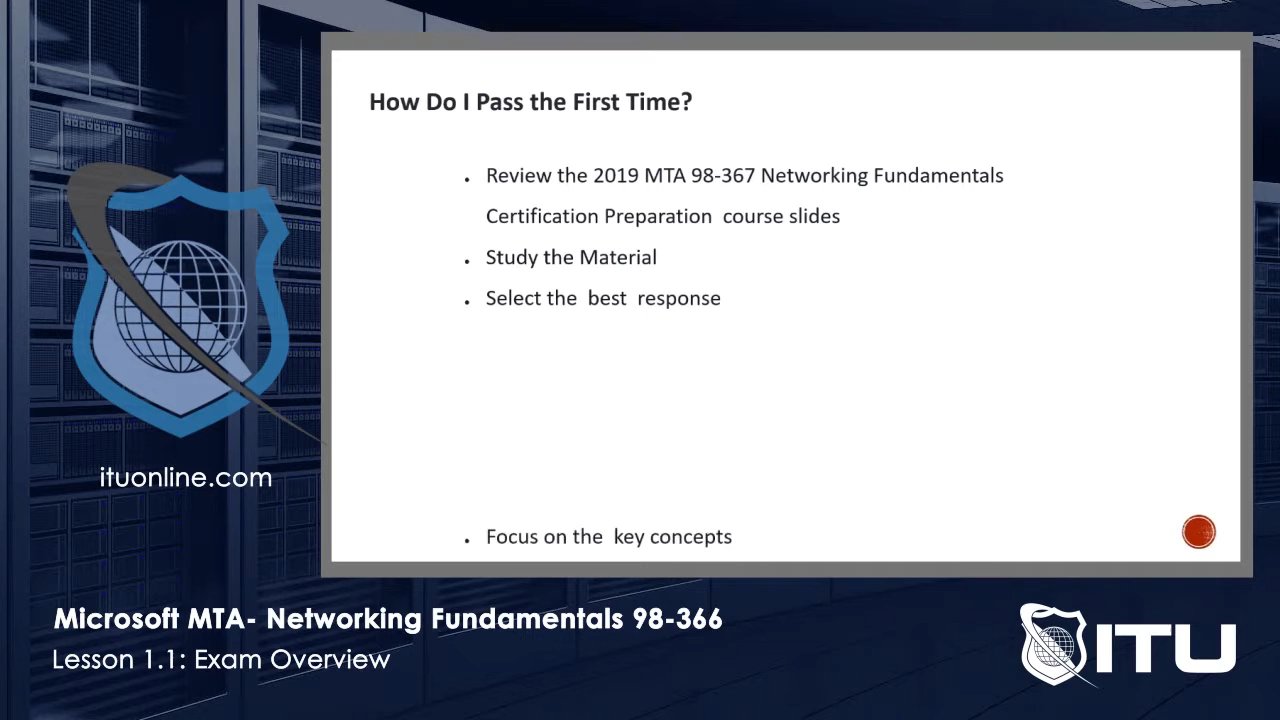 How Do I Pass the First Time?
. Review the 2019 MTA 98-367 Networking Fundamentals
Certification Preparation course slides
. Study the Material
. Select the best response
. Focus on the key concepts
ituonline.com
Microsoft MTA- Networking Fundamentals 98-366
Lesson 1.1: Exam Overview
ITU